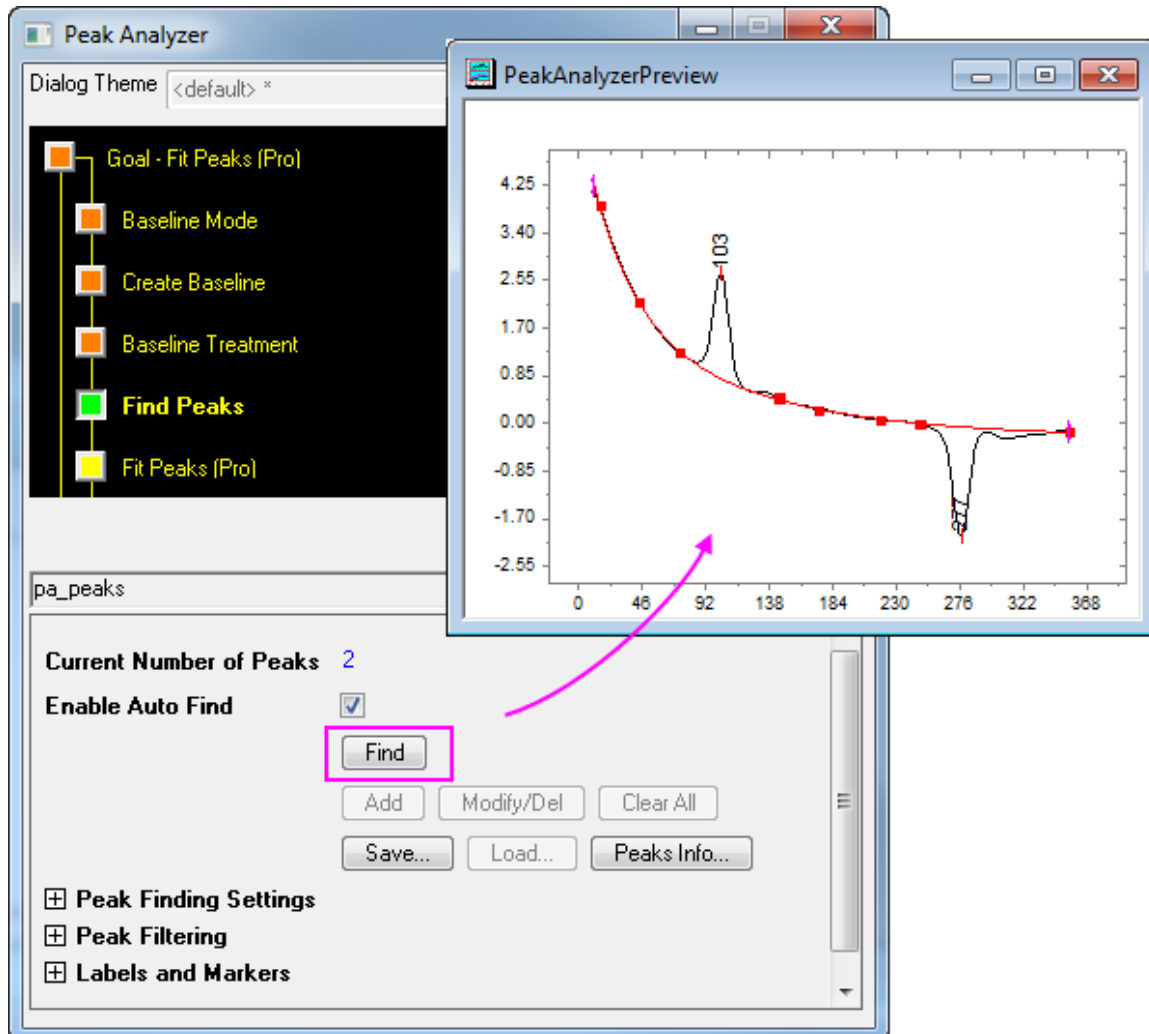 Peak Analyzer
Dialog Theme <default> *
Goal - Fit Peaks (Pro)
Baseline Mode
Create Baseline
Baseline Treatment
Find Peaks
Fit Peaks (Pro)
PeakAnalyzerPreview
4.25
3.40
2.55
1.70
0.85
0.00
-0.85
-1.70
-2.55
103
0 46 92 138 184 230 276 322 368
pa_peaks
Current Number of Peaks 2
Enable Auto Find
Find
Add Modify/Del Clear All
Save... Load... Peaks Info...
Peak Finding Settings
Peak Filtering
Labels and Markers